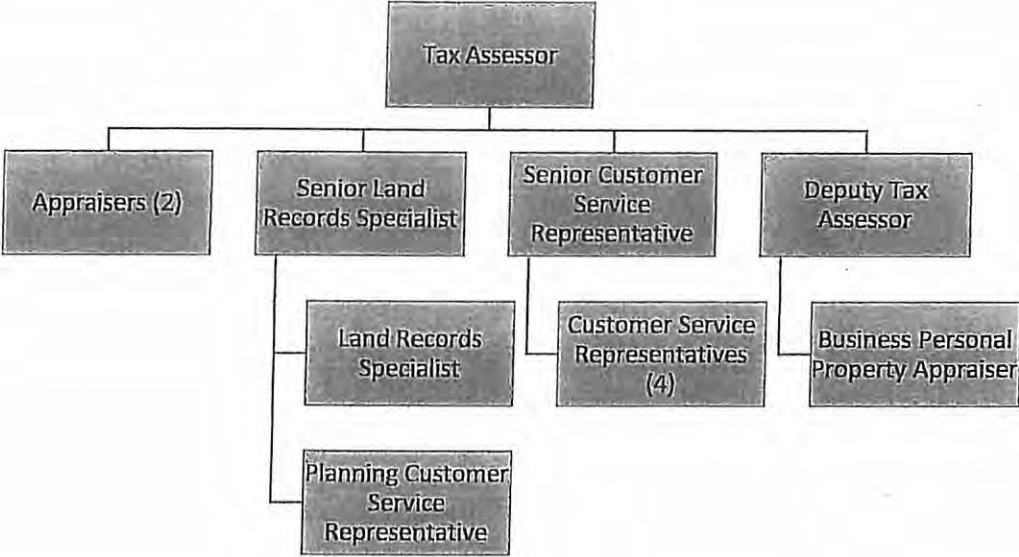 Tax Assessor
Appraisers (2)
Senior Land
Records Specialist
Senior Customer
Service
Representative
Deputy Tax
Assessor
Land Records
Specialist
Customer Service
Representatives
(4)
Business Personal
Property Appraiser
Planning Customer
Service
Representative